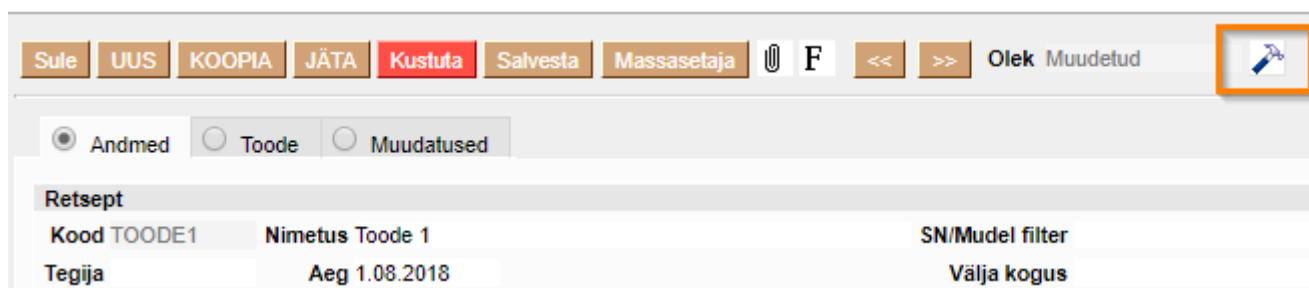 Sule UUS KOOPIA JÄTA Kustuta Salvesta Massasetaja F << >> Olek Muudetud
Andmed Toode Muudatused
Retsept
Kood TOODE1 Nimetus Toode 1 SN/Mudel filter
Tegija Aeg 1.08.2018 Välja kogus